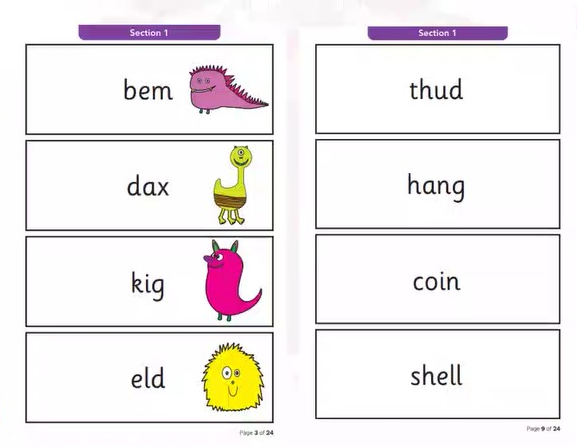 Section 1
bem
dax
kig
eld
Page 3 of 24
Section 1
thud
hang
coin
shell
Page 9 of 24